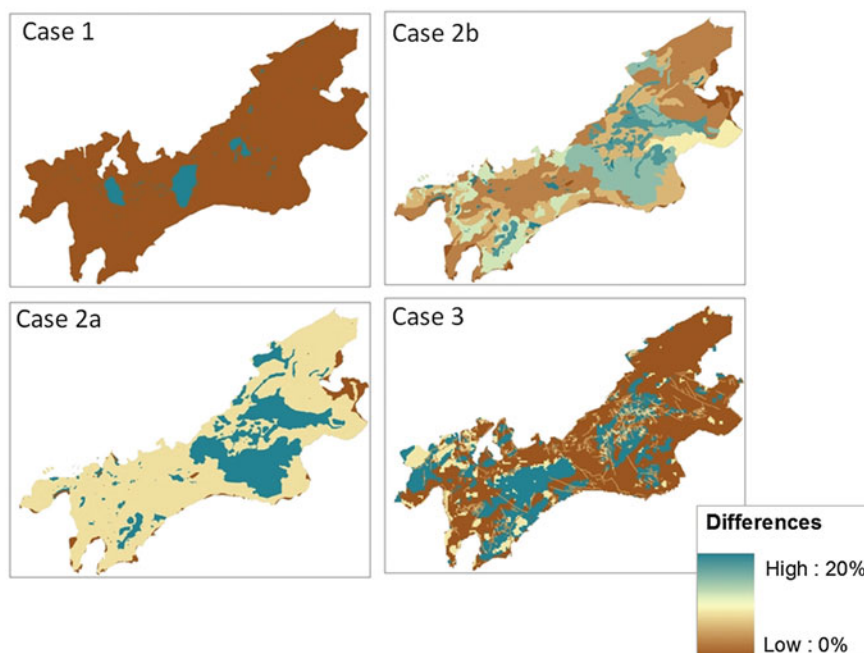 Case 1
Case 2b
Case 2a
Case 3
Differences
High : 20%
Low : 0%